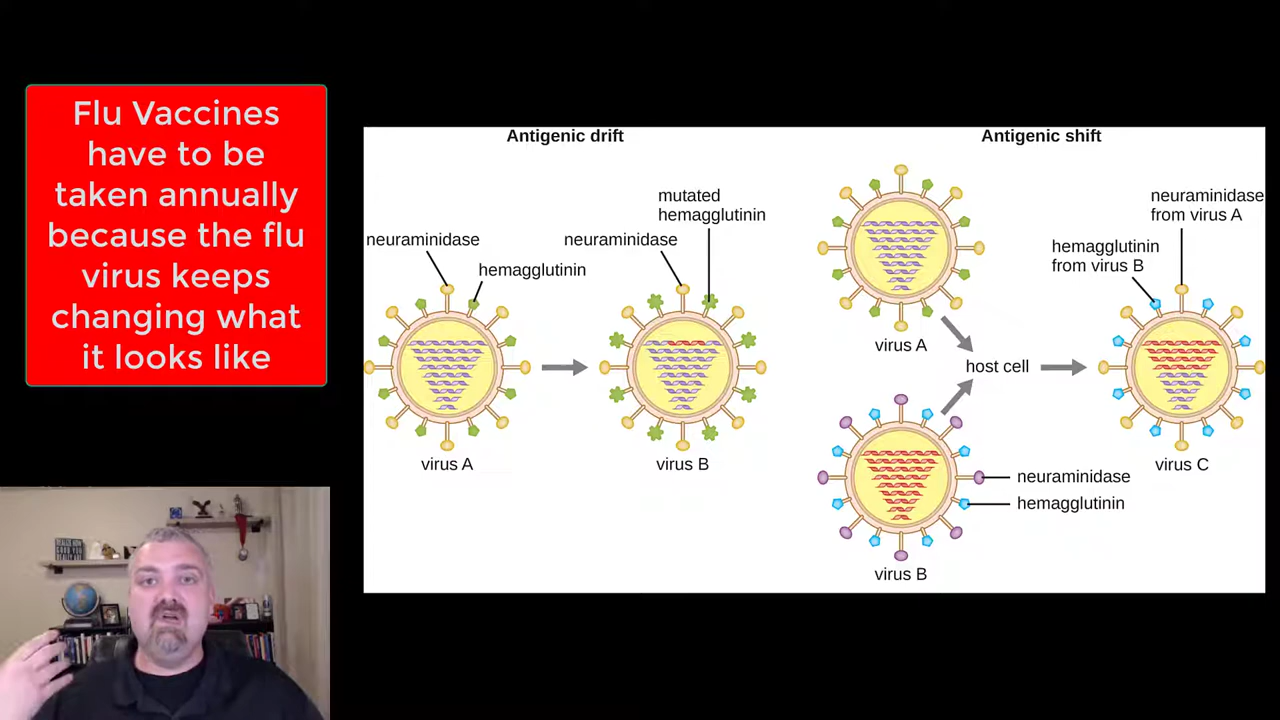 Flu Vaccines
have to be
taken annually
because the flu
virus keeps
changing what
it looks like
Antigenic drift
neuraminidase
hemagglutinin
virus A
neuraminidase
mutated
hemagglutinin
virus B
Antigenic shift
virus A
host cell
neuraminidase
hemagglutinin
virus B
hemagglutinin
from virus B
neuraminidase
from virus A
virus C